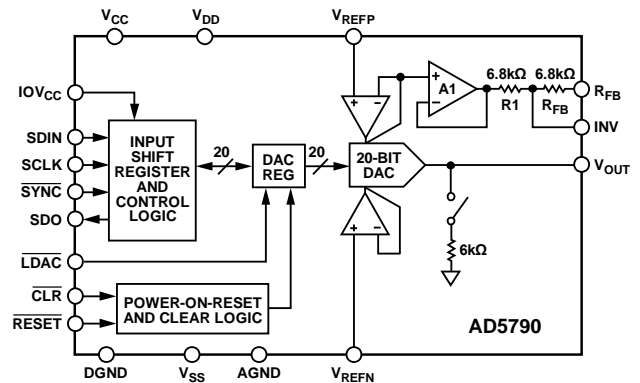 VCC
VDD
VREFP
IOVCC
SDIN
SCLK
SYNC
SDO
LDAC
CLR
RESET
INPUT
SHIFT
REGISTER
AND
CONTROL
LOGIC
20
DAC
REG
20
20-BIT
DAC
A1
6.8kΩ
R1
6.8kΩ
RFB
RFB
INV
VOUT
6kΩ
POWER-ON-RESET
AND CLEAR LOGIC
AD5790
DGND
VSS
AGND
VREFN
+
−
+
−
+
−